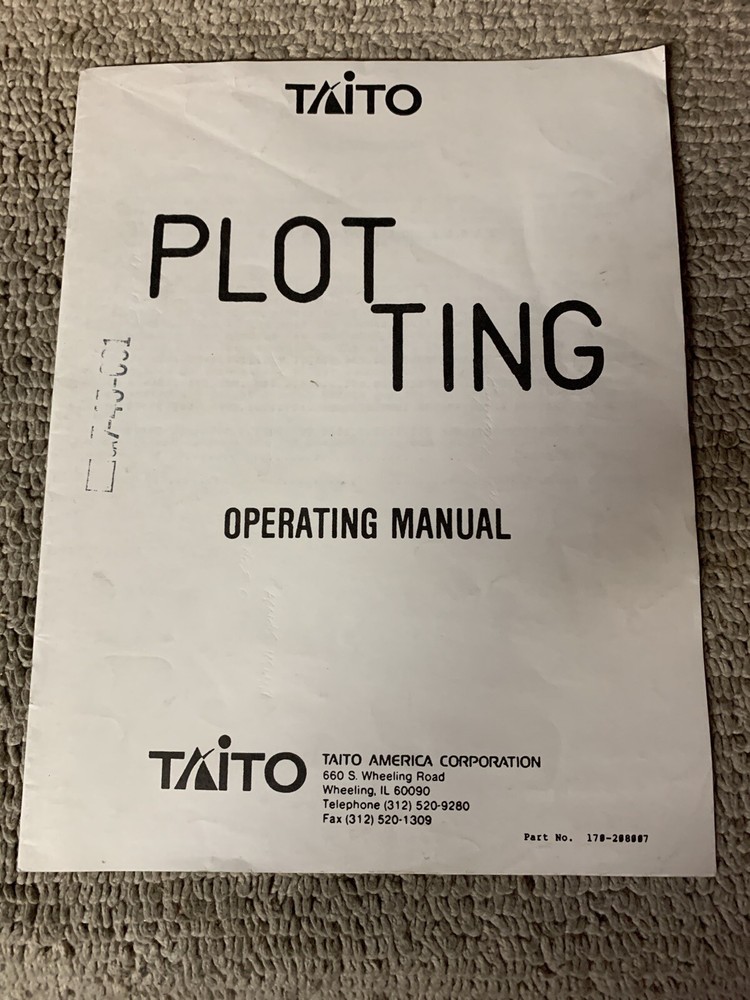 TAITO
PLOT
TING
OPERATING MANUAL
TAITO
TAITO AMERICA CORPORATION
660 S. Wheeling Road
Wheeling, IL 60090
Telephone (312) 520-9280
Fax (312) 520-1309
Part No.